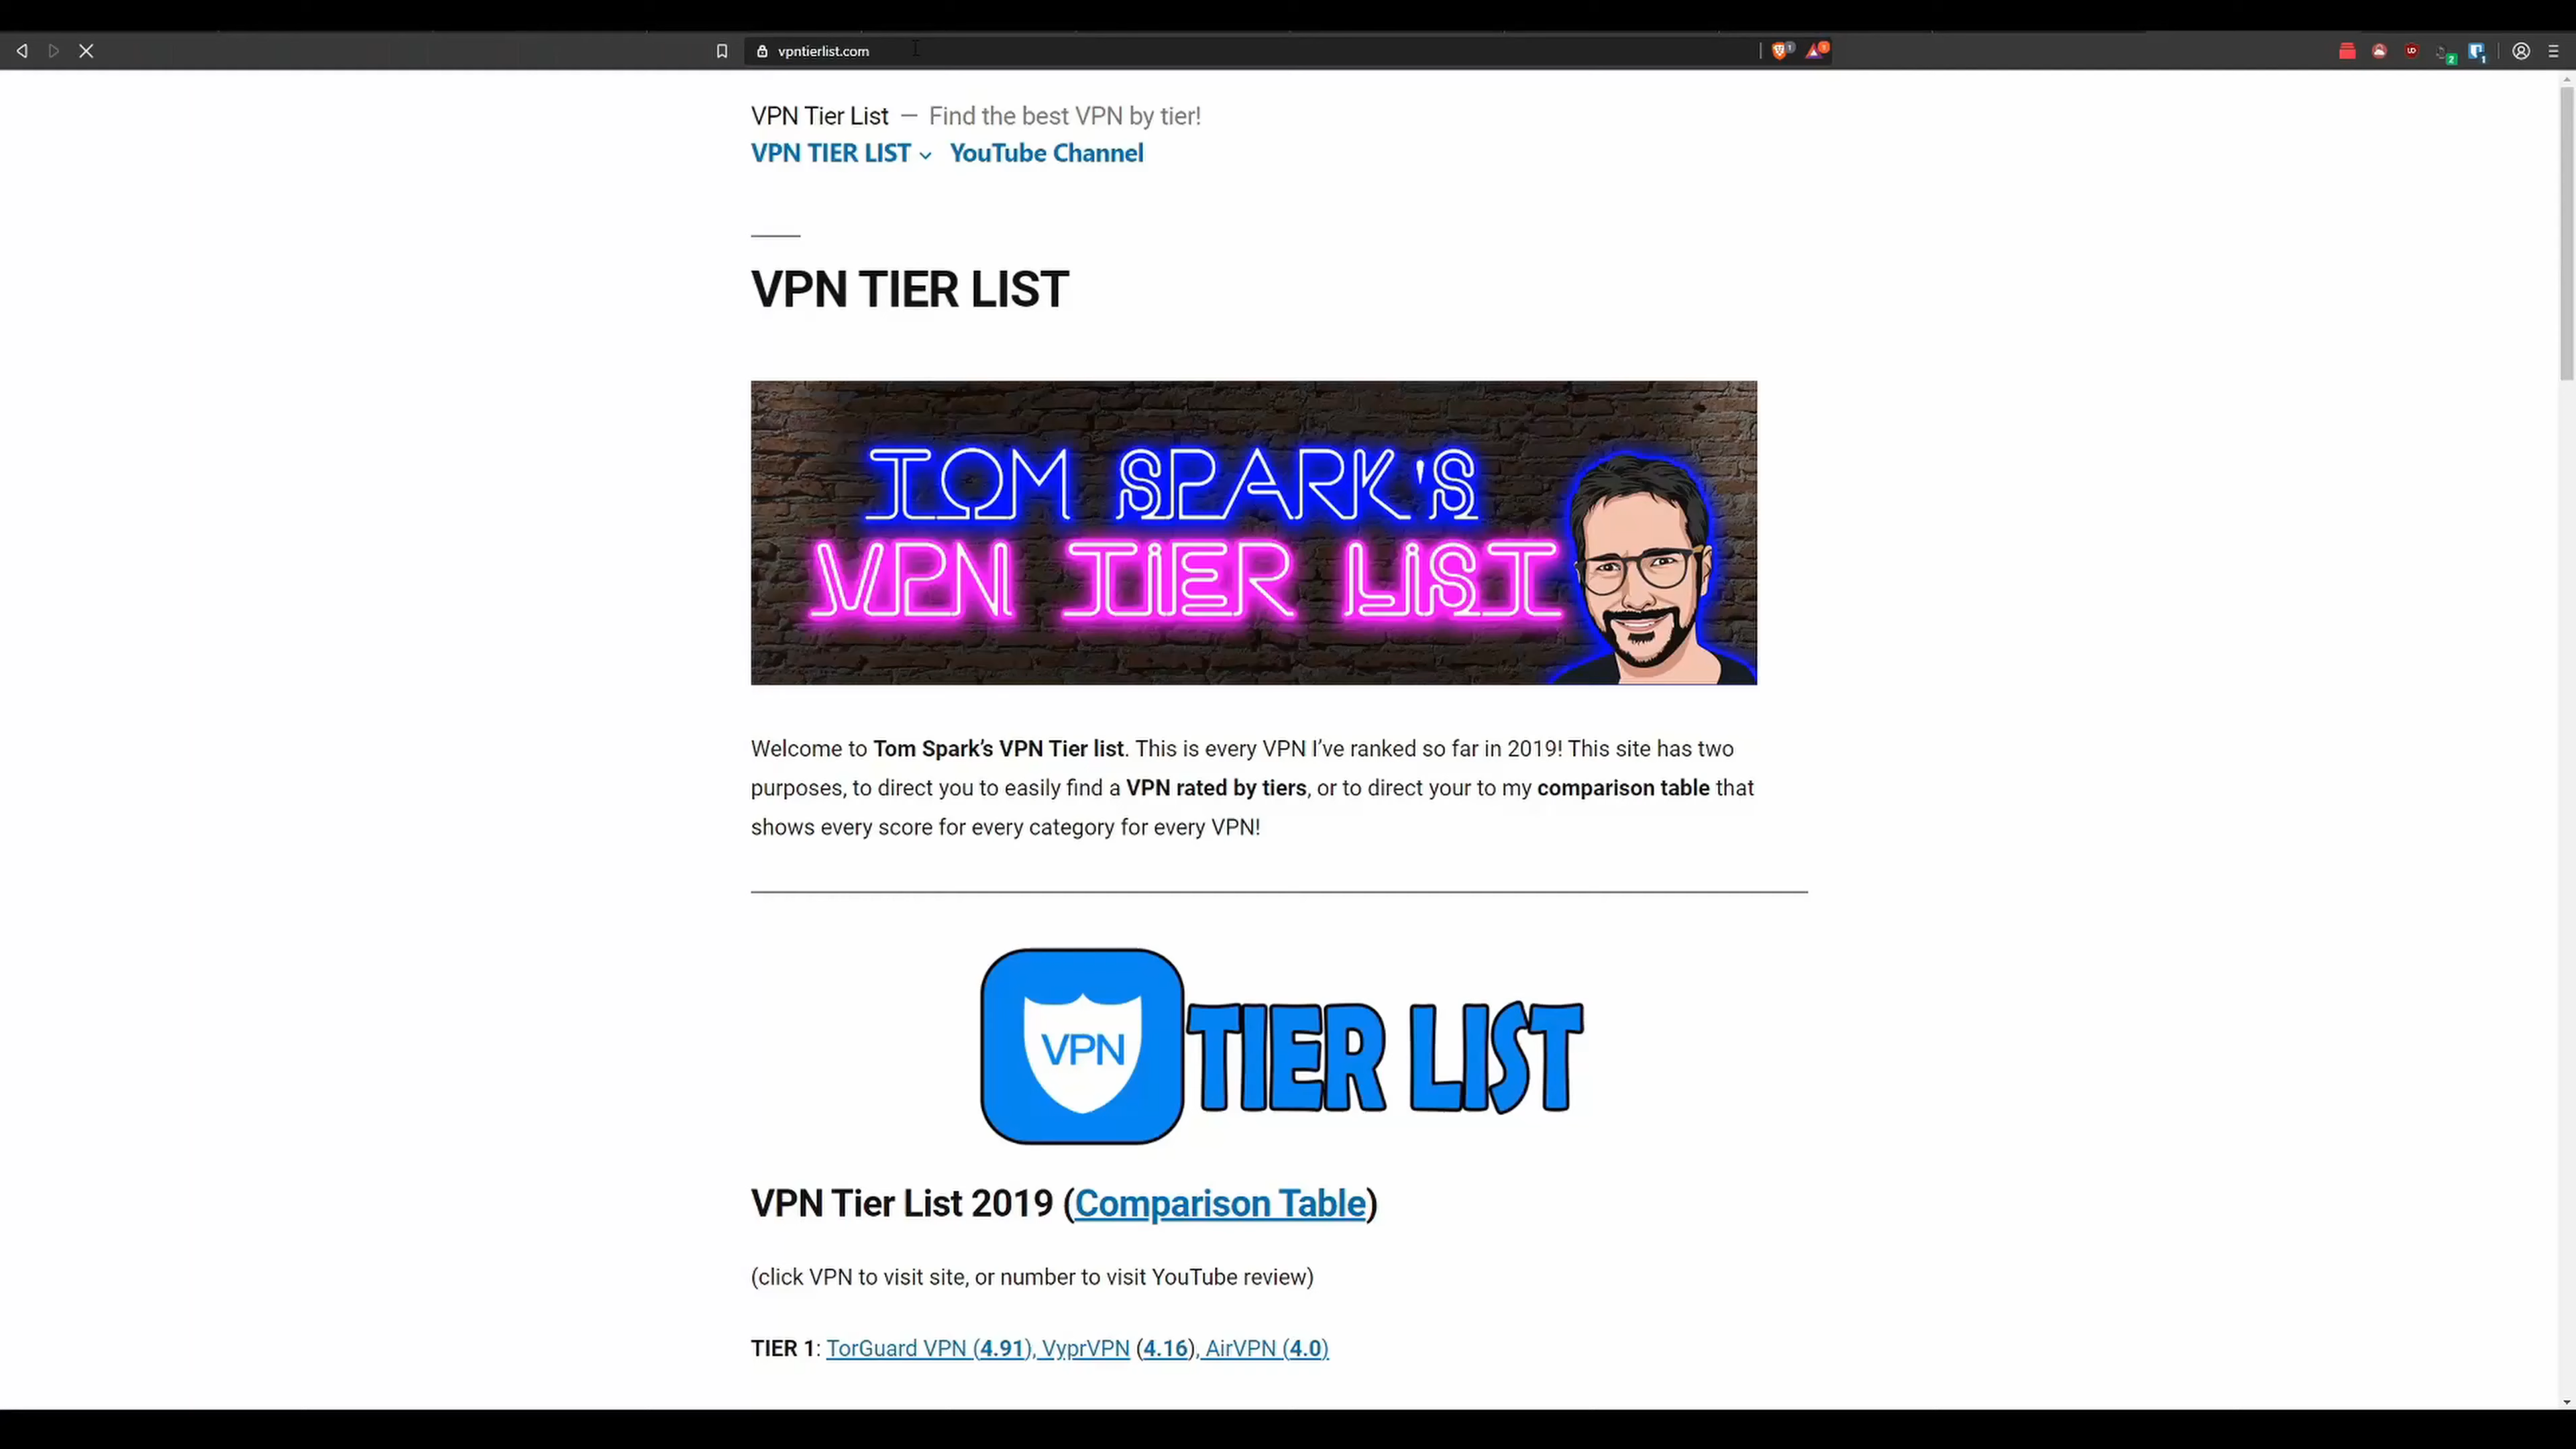 vpntierlist.com
VPN Tier List — Find the best VPN by tier!
VPN TIER LIST YouTube Channel
VPN TIER LIST
TOM SPARK'S
VPN TIER LIST
Welcome to Tom Spark’s VPN Tier list. This is every VPN I’ve ranked so far in 2019! This site has two
purposes, to direct you to easily find a VPN rated by tiers, or to direct your to my comparison table that
shows every score for every category for every VPN!
VPN TIER LIST
VPN Tier List 2019 (Comparison Table)
(click VPN to visit site, or number to visit YouTube review)
TIER 1: TorGuard VPN (4.91), VyprVPN (4.16), AirVPN (4.0)